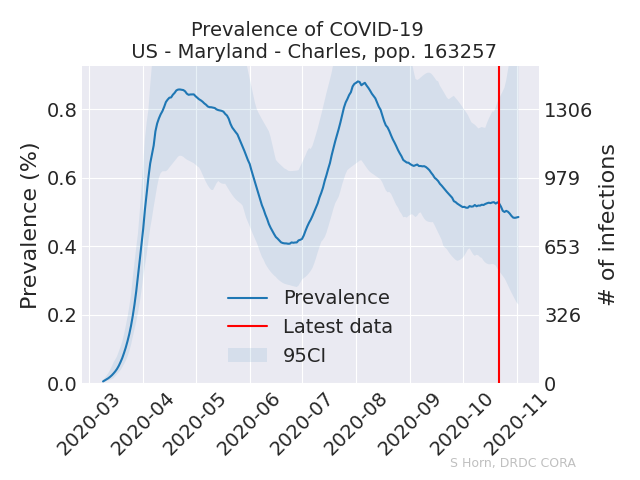 Prevalence of COVID-19
US - Maryland - Charles, pop. 163257
Prevalence (%)
0.8
0.6
0.4
0.2
0.0
1306
979
653
326
0
# of infections
Prevalence
Latest data
95CI
2020-03
2020-04
2020-05
2020-06
2020-07
2020-08
2020-09
2020-10
2020-11
S Horn, DRDC CORA